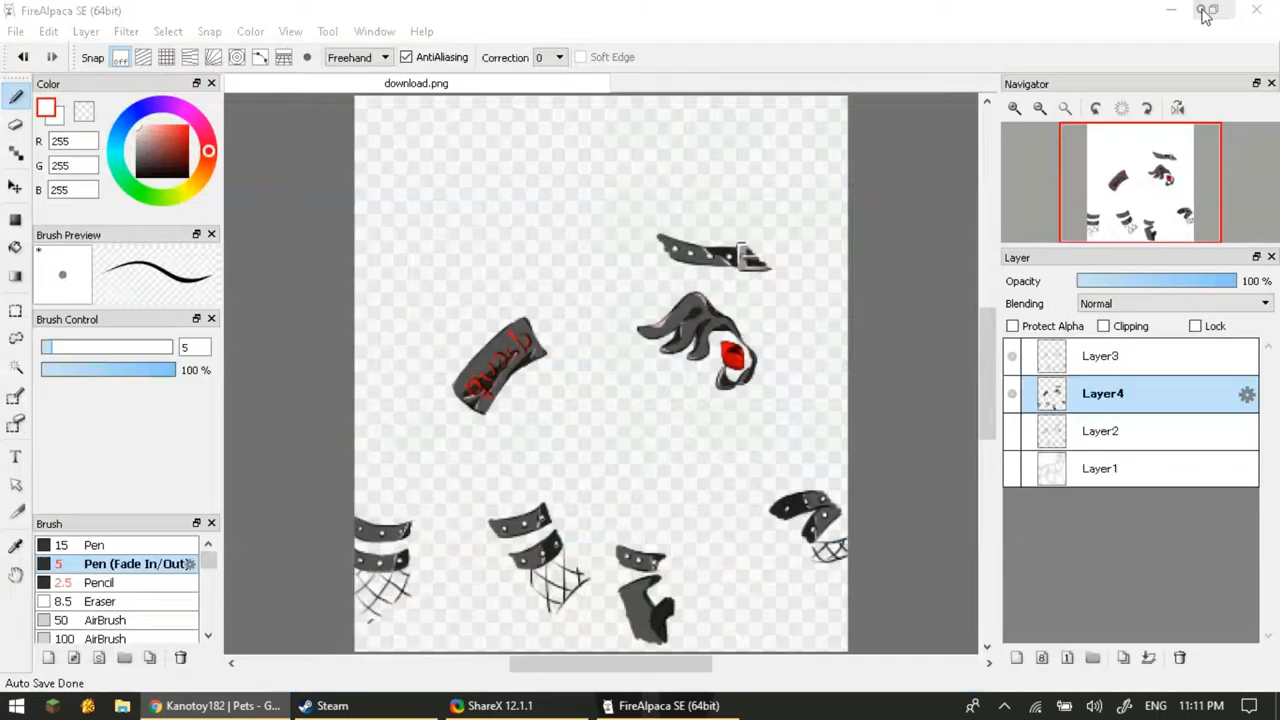 FireAlpaca SE (64bit)
File Edit Layer Filter Select Snap Color View Tool Window Help
Snap off Freehand AntiAliasing Correction 0 Soft Edge
Color
download.png
Navigator
R 255
G 255
B 255
Brush Preview
*
Layer
Opacity 100 %
Blending Normal
Protect Alpha Clipping Lock
Brush Control
5
100 %
Layer3
Layer4
Layer2
Layer1
Brush
15 Pen
5 Pen (Fade In/Out)
2.5 Pencil
8.5 Eraser
50 AirBrush
100 AirBrush
Auto Save Done
Kanotoy182 | Pets - G...
Steam
ShareX 12.1.1
FireAlpaca SE (64bit)
ENG 11:11 PM